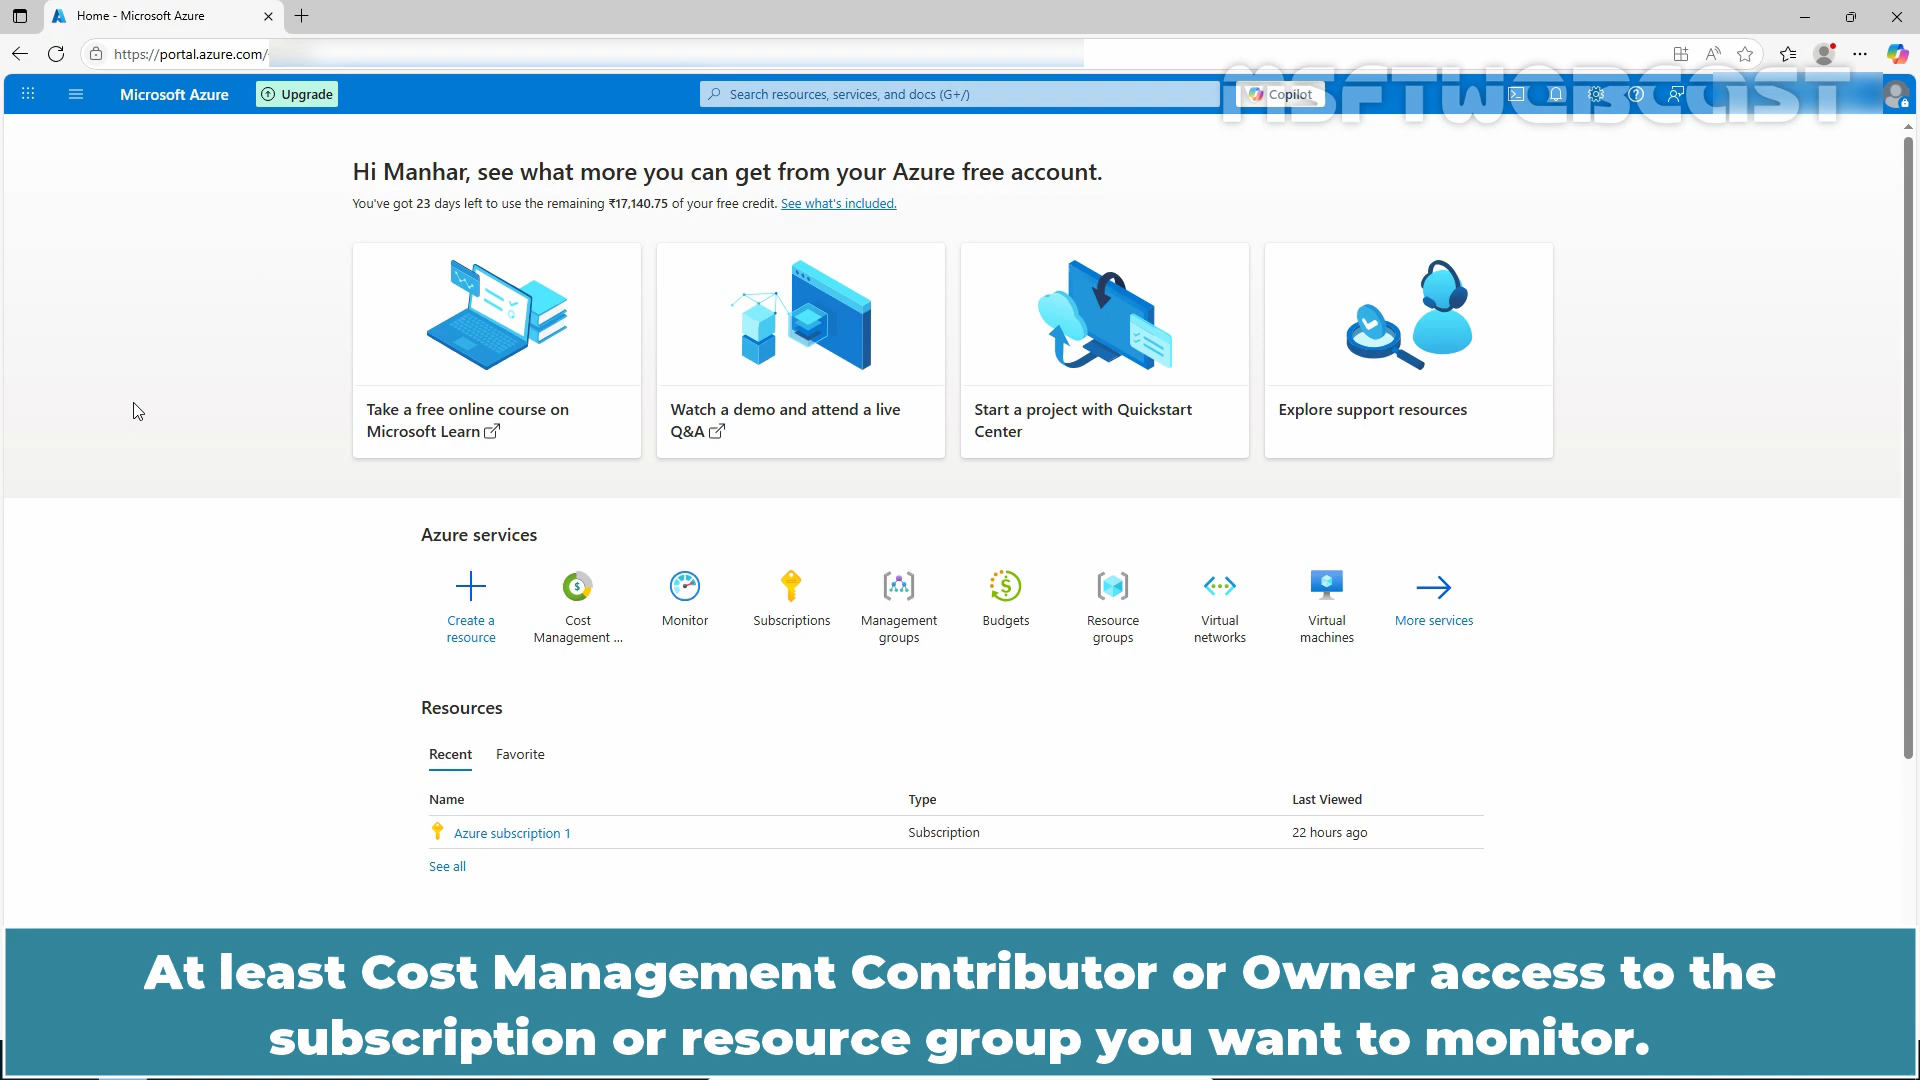 Home - Microsoft Azure
https://portal.azure.com/
Microsoft Azure
Upgrade
Search resources, services, and docs (G+/)
Copilot
MSFTWEBCAST
Hi Manhar, see what more you can get from your Azure free account.
You've got 23 days left to use the remaining ₹17,140.75 of your free credit. See what's included.
Take a free online course on
Microsoft Learn
Watch a demo and attend a live
Q&A
Start a project with Quickstart
Center
Explore support resources
Azure services
Create a
resource
Cost
Management ...
Monitor
Subscriptions
Management
groups
Budgets
Resource
groups
Virtual
networks
Virtual
machines
More services
Resources
Recent
Favorite
Name
Type
Last Viewed
Azure subscription 1
Subscription
22 hours ago
See all
At least Cost Management Contributor or Owner access to the
subscription or resource group you want to monitor.